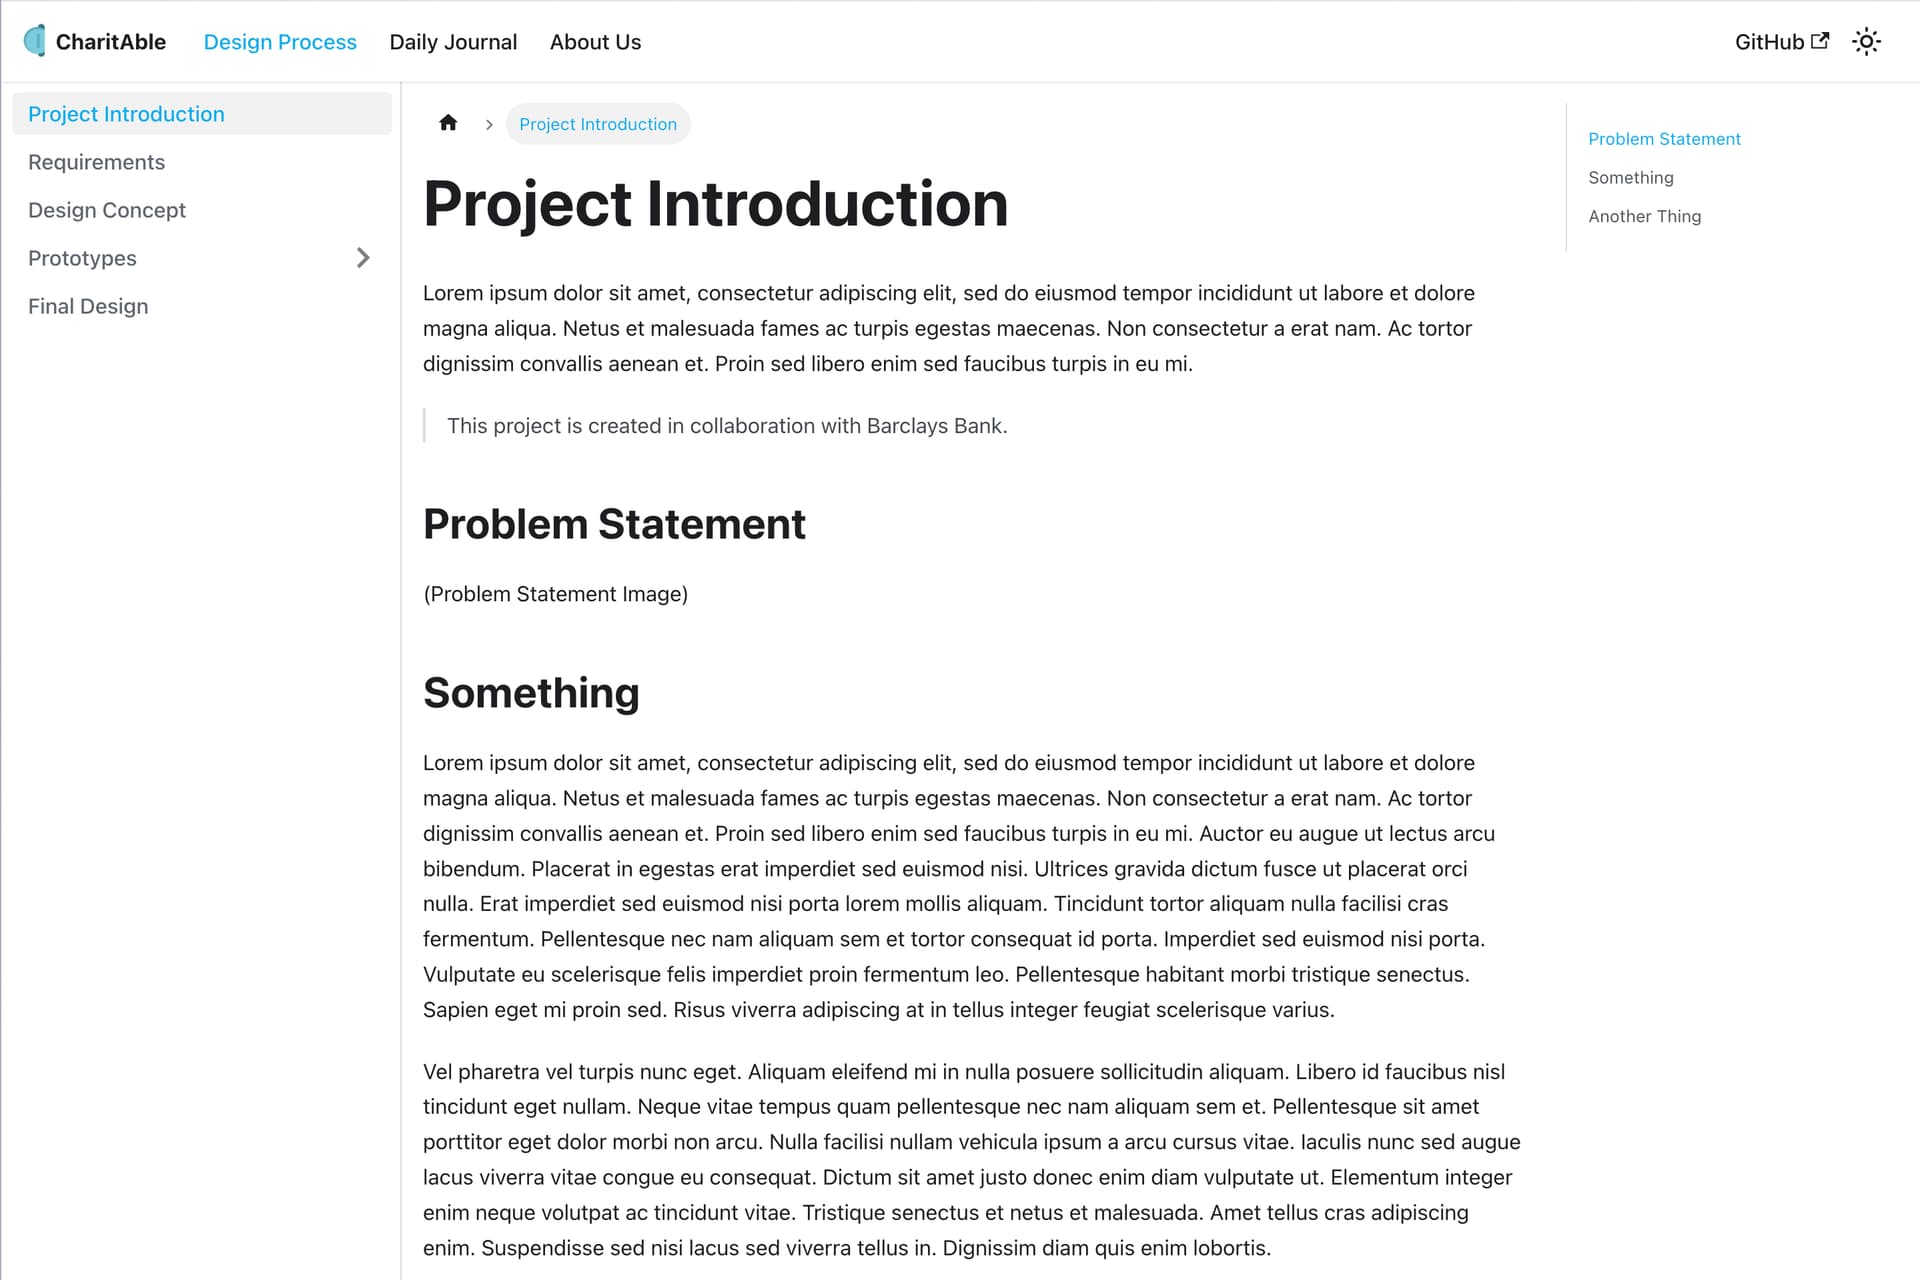 CharitAble
Design Process
Daily Journal
About Us
GitHub
Project Introduction
Requirements
Design Concept
Prototypes
Final Design
Project Introduction
Project Introduction
Lorem ipsum dolor sit amet, consectetur adipiscing elit, sed do eiusmod tempor incididunt ut labore et dolore
magna aliqua. Netus et malesuada fames ac turpis egestas maecenas. Non consectetur a erat nam. Ac tortor
dignissim convallis aenean et. Proin sed libero enim sed faucibus turpis in eu mi.
This project is created in collaboration with Barclays Bank.
Problem Statement
(Problem Statement Image)
Something
Lorem ipsum dolor sit amet, consectetur adipiscing elit, sed do eiusmod tempor incididunt ut labore et dolore
magna aliqua. Netus et malesuada fames ac turpis egestas maecenas. Non consectetur a erat nam. Ac tortor
dignissim convallis aenean et. Proin sed libero enim sed faucibus turpis in eu mi. Auctor eu augue ut lectus arcu
bibendum. Placerat in egestas erat imperdiet sed euismod nisi. Ultrices gravida dictum fusce ut placerat orci
nulla. Erat imperdiet sed euismod nisi porta lorem mollis aliquam. Tincidunt tortor aliquam nulla facilisi cras
fermentum. Pellentesque nec nam aliquam sem et tortor consequat id porta. Imperdiet sed euismod nisi porta.
Vulputate eu scelerisque felis imperdiet proin fermentum leo. Pellentesque habitant morbi tristique senectus.
Sapien eget mi proin sed. Risus viverra adipiscing at in tellus integer feugiat scelerisque varius.
Vel pharetra vel turpis nunc eget. Aliquam eleifend mi in nulla posuere sollicitudin aliquam. Libero id faucibus nisl
tincidunt eget nullam. Neque vitae tempus quam pellentesque nec nam aliquam sem et. Pellentesque sit amet
porttitor eget dolor morbi non arcu. Nulla facilisi nullam vehicula ipsum a arcu cursus vitae. Iaculis nunc sed augue
lacus viverra vitae congue eu consequat. Dictum sit amet justo donec enim diam vulputate ut. Elementum integer
enim neque volutpat ac tincidunt vitae. Tristique senectus et netus et malesuada. Amet tellus cras adipiscing
enim. Suspendisse sed nisi lacus sed viverra tellus in. Dignissim diam quis enim lobortis.
Problem Statement
Something
Another Thing